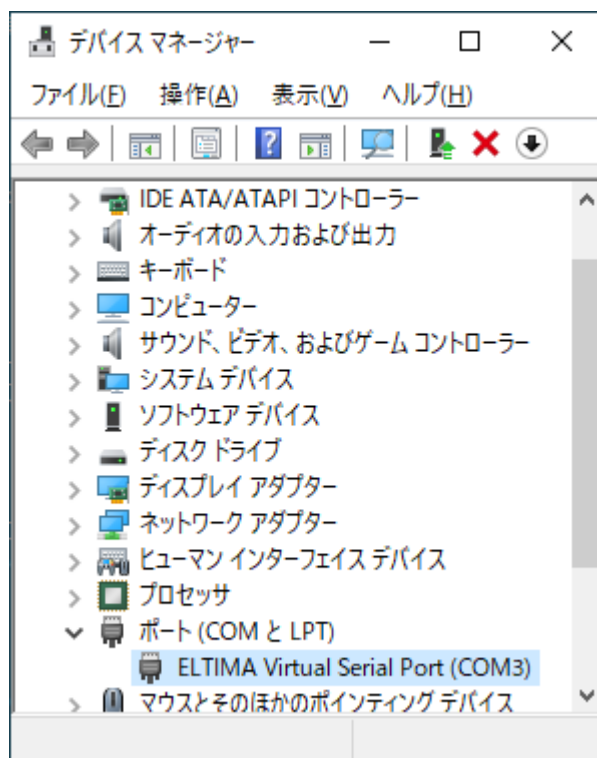 デバイス マネージャー
ファイル(F) 操作(A) 表示(V) ヘルプ(H)
IDE ATA/ATAPI コントローラー
オーディオの入力および出力
キーボード
コンピューター
サウンド、ビデオ、およびゲーム コントローラー
システム デバイス
ソフトウェア デバイス
ディスク ドライブ
ディスプレイ アダプター
ネットワーク アダプター
ヒューマン インターフェイス デバイス
プロセッサ
ポート (COM と LPT)
ELTIMA Virtual Serial Port (COM3)
マウスとそのほかのポインティング デバイス